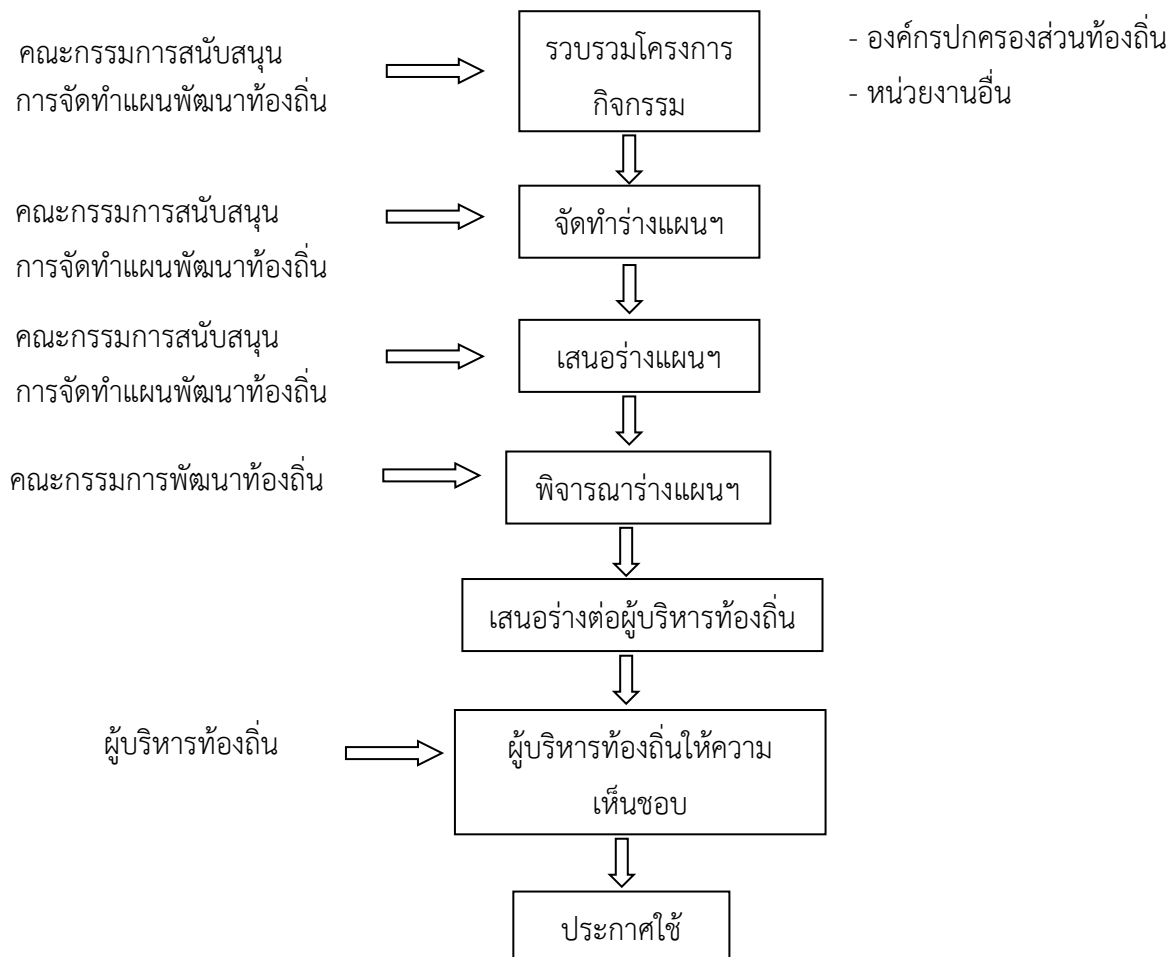 คณะกรรมการสนับสนุน
การจัดทำแผนพัฒนาท้องถิ่น
รวบรวมโครงการ
กิจกรรม
- องค์กรปกครองส่วนท้องถิ่น
- หน่วยงานอื่น
คณะกรรมการสนับสนุน
การจัดทำแผนพัฒนาท้องถิ่น
จัดทำร่างแผนฯ
คณะกรรมการสนับสนุน
การจัดทำแผนพัฒนาท้องถิ่น
เสนอร่างแผนฯ
คณะกรรมการพัฒนาท้องถิ่น
พิจารณาร่างแผนฯ
เสนอร่างต่อผู้บริหารท้องถิ่น
ผู้บริหารท้องถิ่น
ผู้บริหารท้องถิ่นให้ความ
เห็นชอบ
ประกาศใช้